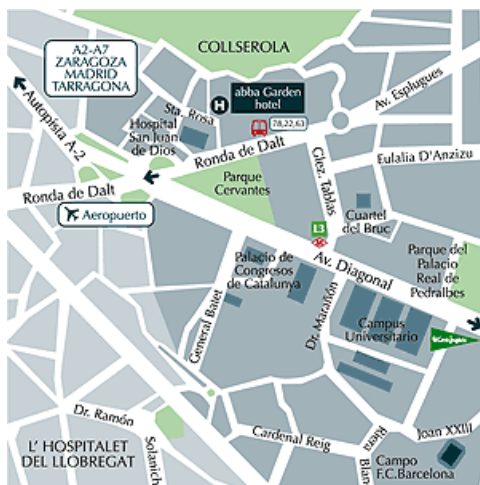 COLLSEROLA
A2-A7
ZARAGOZA
MADRID
TARRAGONA
Autopista A-2
H
abba Garden
hotel
78,22,63
Sta. Rosa
Hospital
San Juan
de Dios
Av. Esplugues
Ronda de Dalt
Eulalia D'Anzizu
Glez. Tablas
Parque
Cervantes
Ronda de Dalt
Aeropuerto
Cuartel
del Bruc
L3
Av. Diagonal
Palacio de
Congresos
de Catalunya
Parque del
Palacio
Real de
Pedralbes
General Batet
Dr. Marañón
Campus
Universitario
Dr. Ramón
Solanich
L' HOSPITALET
DEL LLOBREGAT
Cardenal Reig
Riera
Joan XXIII
Campo
F.C.Barcelona